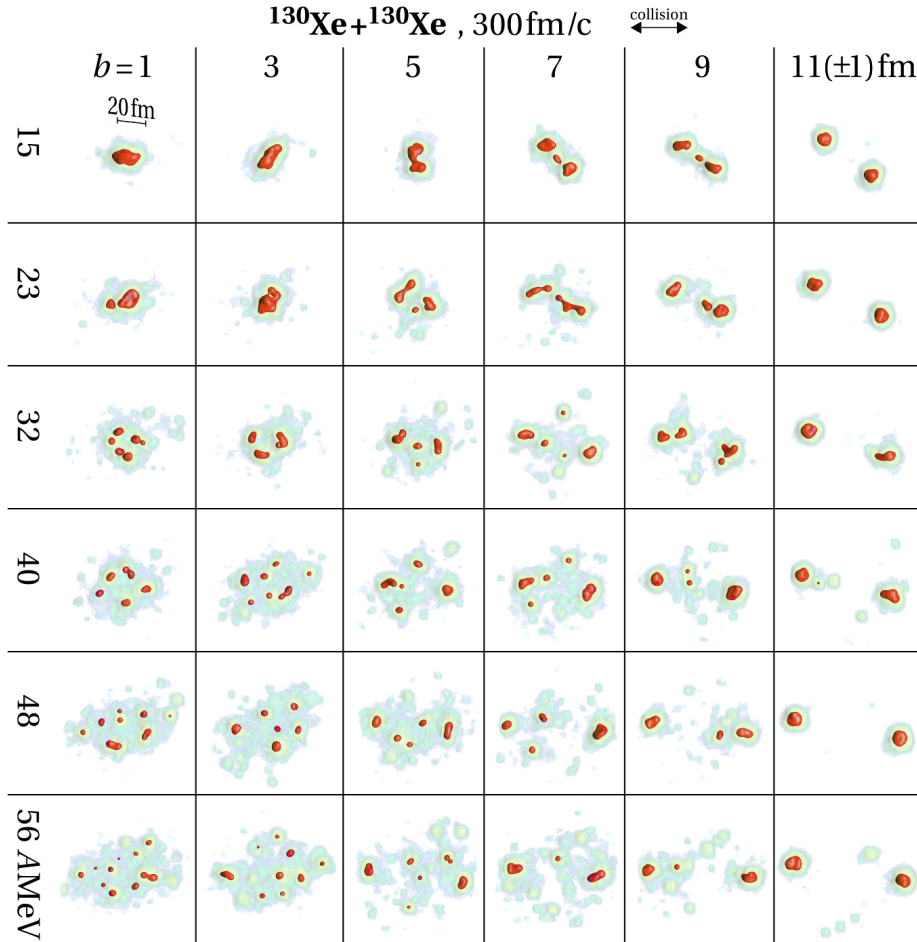 ¹³⁰Xe+¹³⁰Xe , 300 fm/c
collision
b=1 3 5 7 9 11(±1) fm
20 fm
15
23
32
40
48
56 AMeV